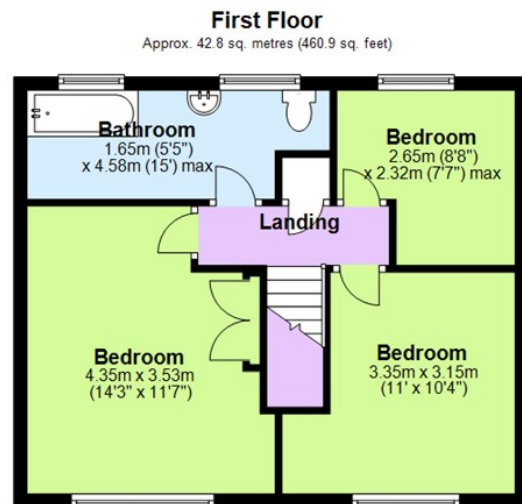 First Floor
Approx. 42.8 sq. metres (460.9 sq. feet)
Bathroom
1.65m (5'5")
x 4.58m (15') max
Bedroom
2.65m (8'8")
x 2.32m (7'7") max
Landing
Bedroom
4.35m x 3.53m
(14'3" x 11'7")
Bedroom
3.35m x 3.15m
(11' x 10'4")